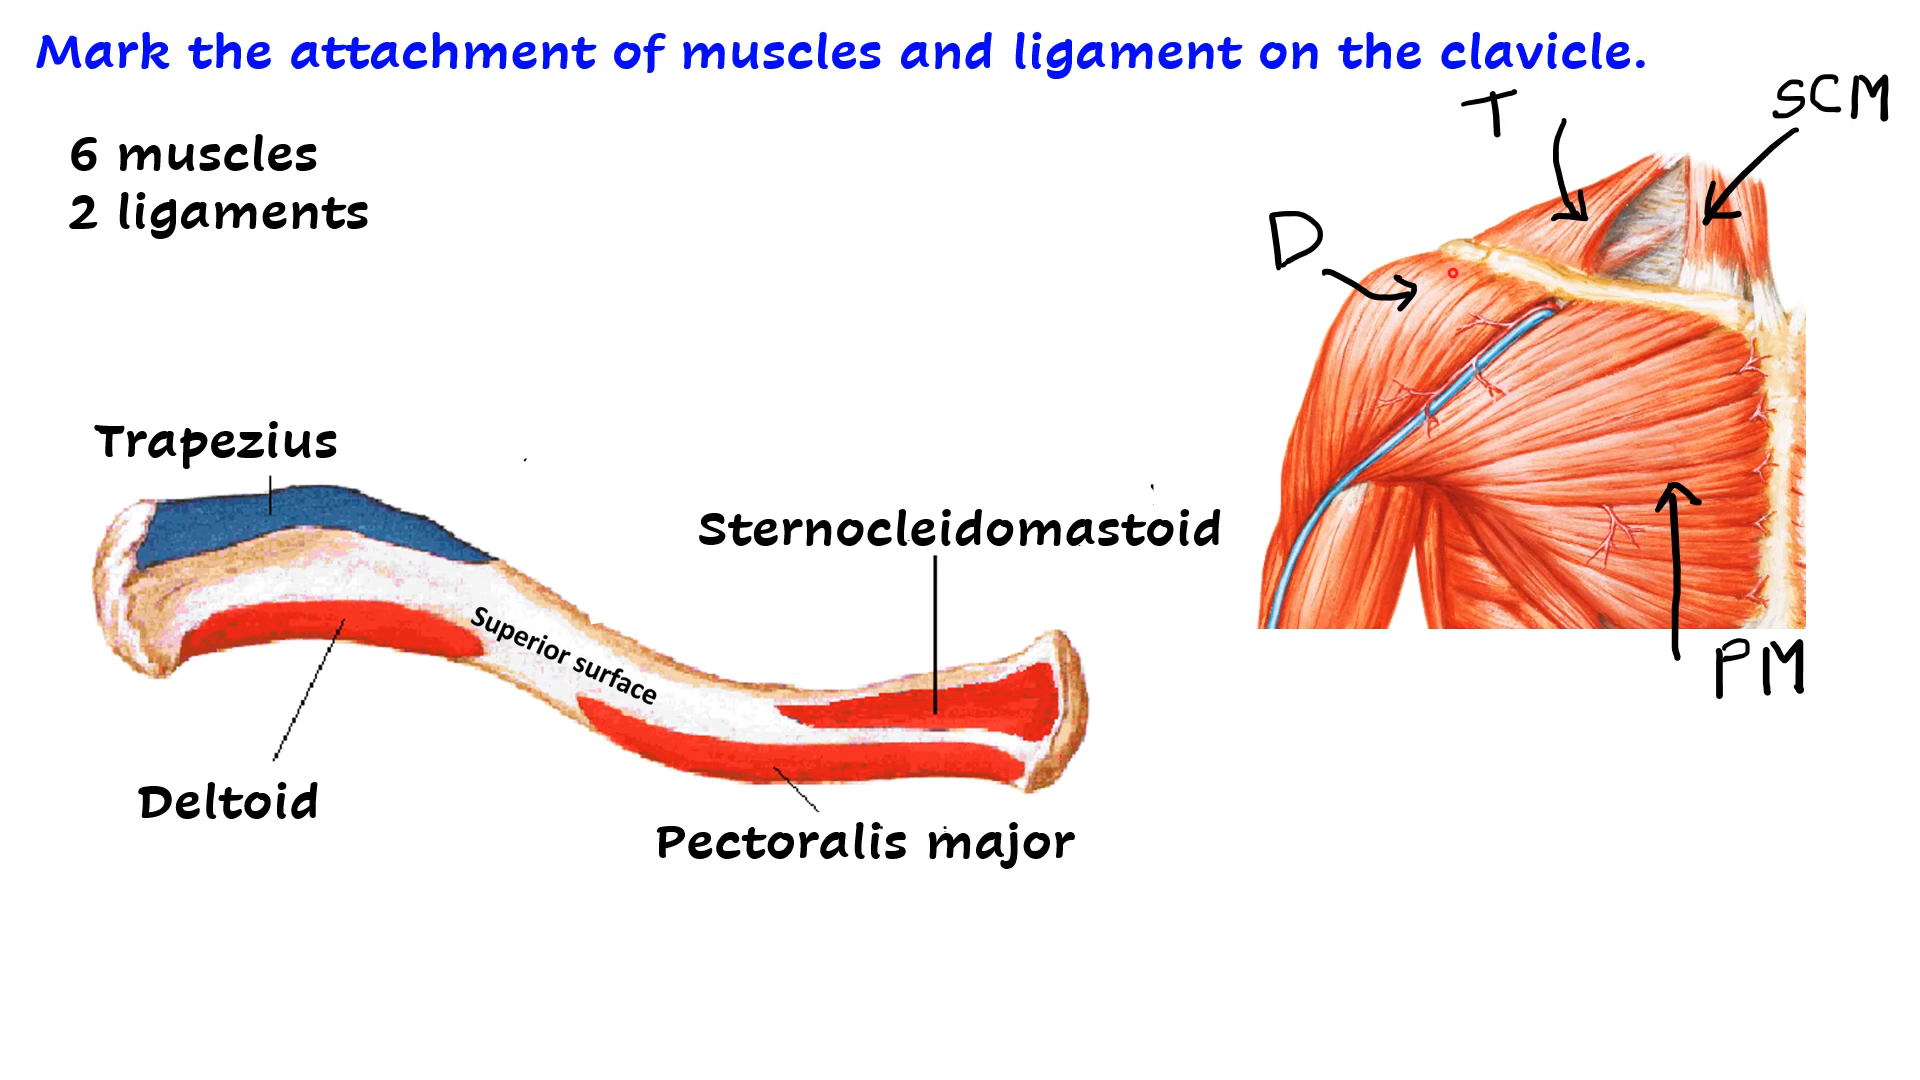 Mark the attachment of muscles and ligament on the clavicle.
6 muscles
2 ligaments
T
SCM
D
Trapezius
Sternocleidomastoid
Superior surface
PM
Deltoid
Pectoralis major